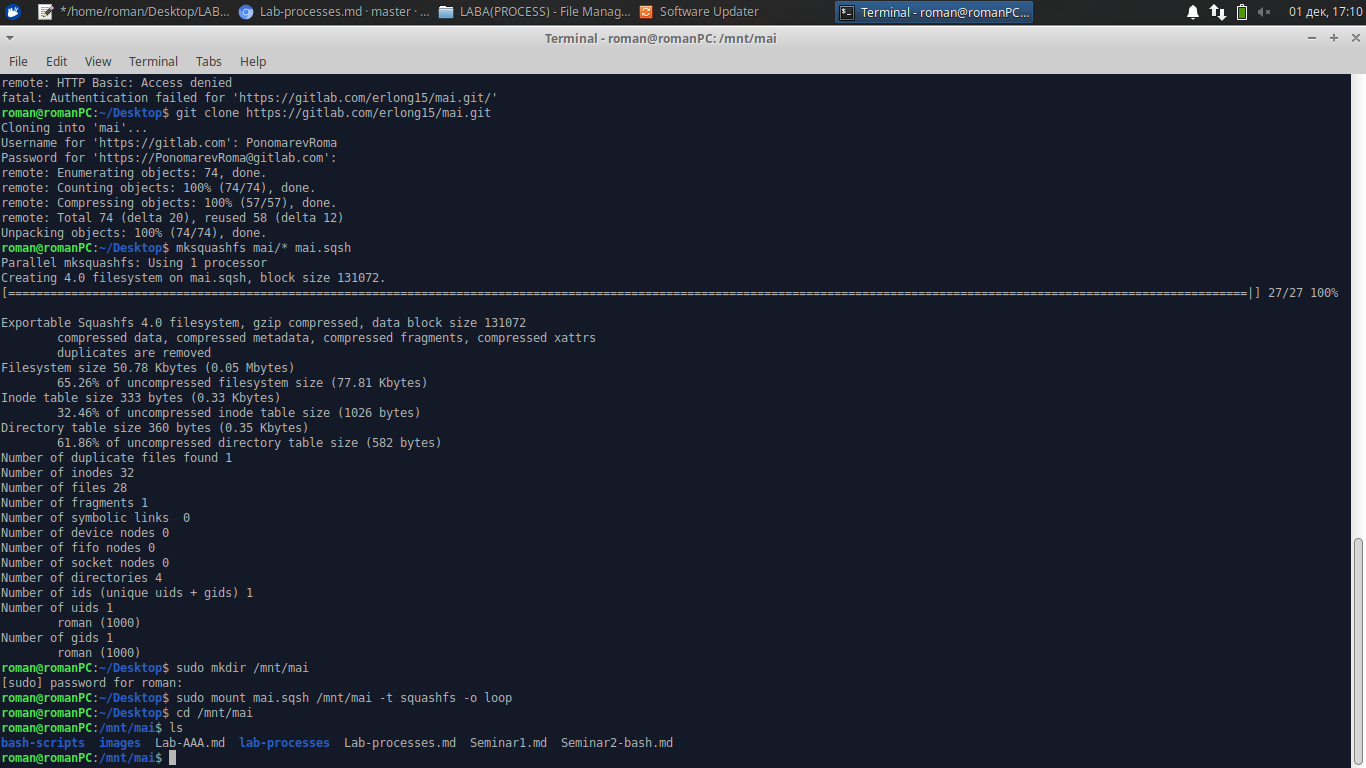 */home/roman/Desktop/LAB... Lab-processes.md · master · ... LABA(PROCESS) - File Manag... Software Updater Terminal - roman@romanPC... 01 дек, 17:10
Terminal - roman@romanPC: /mnt/mai
File Edit View Terminal Tabs Help
remote: HTTP Basic: Access denied
fatal: Authentication failed for 'https://gitlab.com/erlong15/mai.git/'
roman@romanPC:~/Desktop$ git clone https://gitlab.com/erlong15/mai.git
Cloning into 'mai'...
Username for 'https://gitlab.com': PonomarevRoma
Password for 'https://PonomarevRoma@gitlab.com':
remote: Enumerating objects: 74, done.
remote: Counting objects: 100% (74/74), done.
remote: Compressing objects: 100% (57/57), done.
remote: Total 74 (delta 20), reused 58 (delta 12)
Unpacking objects: 100% (74/74), done.
roman@romanPC:~/Desktop$ mksquashfs mai/* mai.sqsh
Parallel mksquashfs: Using 1 processor
Creating 4.0 filesystem on mai.sqsh, block size 131072.
[=================================================================================================================================================================================|] 27/27 100%
Exportable Squashfs 4.0 filesystem, gzip compressed, data block size 131072
compressed data, compressed metadata, compressed fragments, compressed xattrs
duplicates are removed
Filesystem size 50.78 Kbytes (0.05 Mbytes)
65.26% of uncompressed filesystem size (77.81 Kbytes)
Inode table size 333 bytes (0.33 Kbytes)
32.46% of uncompressed inode table size (1026 bytes)
Directory table size 360 bytes (0.35 Kbytes)
61.86% of uncompressed directory table size (582 bytes)
Number of duplicate files found 1
Number of inodes 32
Number of files 28
Number of fragments 1
Number of symbolic links  0
Number of device nodes 0
Number of fifo nodes 0
Number of socket nodes 0
Number of directories 4
Number of ids (unique uids + gids) 1
Number of uids 1
roman (1000)
Number of gids 1
roman (1000)
roman@romanPC:~/Desktop$ sudo mkdir /mnt/mai
[sudo] password for roman:
roman@romanPC:~/Desktop$ sudo mount mai.sqsh /mnt/mai -t squashfs -o loop
roman@romanPC:~/Desktop$ cd /mnt/mai
roman@romanPC:/mnt/mai$ ls
bash-scripts  images  Lab-AAA.md  lab-processes  Lab-processes.md  Seminar1.md  Seminar2-bash.md
roman@romanPC:/mnt/mai$